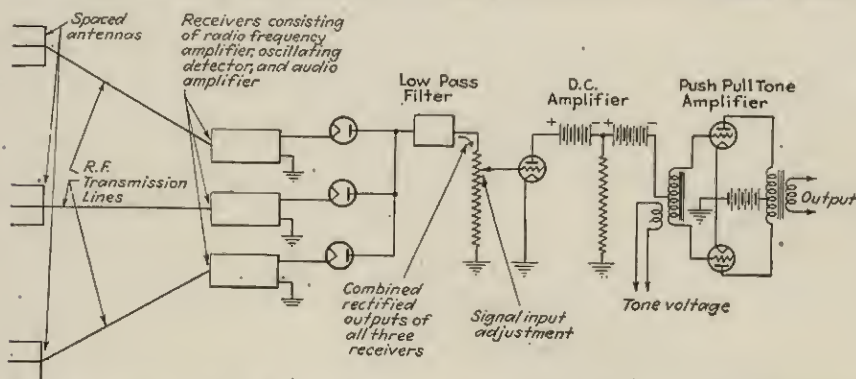 Spaced
antennas
Receivers consisting
of radio frequency
amplifier, oscillating
detector, and audio
amplifier
Low Pass
Filter
D.C.
Amplifier
Push Pull Tone
Amplifier
+ - + -
R.F.
Transmission
Lines
Output
Combined
rectified
outputs of
all three
receivers
Signal input
adjustment
Tone voltage